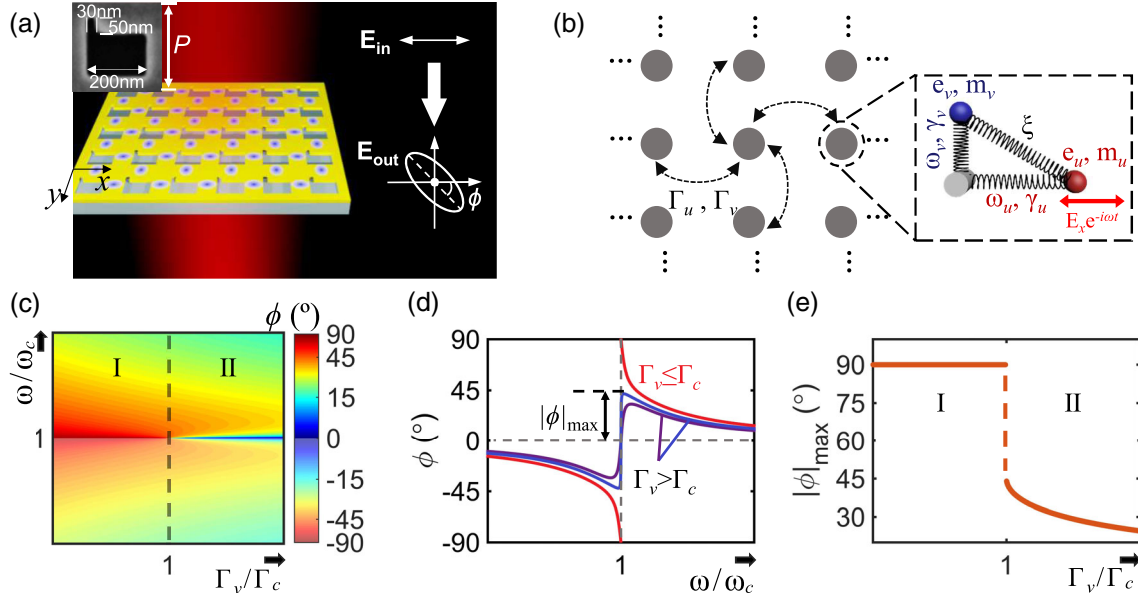 (a)
30nm
50nm
200nm
P
E_in
E_out
ϕ
x
y
(b)
Γ_u , Γ_v
e_v, m_v
ω_v, γ_v
ξ
e_u, m_u
ω_u, γ_u
E_x e^{-iωt}
(c)
ω/ω_c
1
I
II
1
Γ_v/Γ_c
ϕ (°)
90
45
30
15
0
-15
-30
-45
-90
(d)
ϕ (°)
90
45
0
-45
-90
|ϕ|_max
Γ_v≤Γ_c
Γ_v>Γ_c
1
ω/ω_c
(e)
|ϕ|_max (°)
90
75
60
45
30
I
II
1
Γ_v/Γ_c